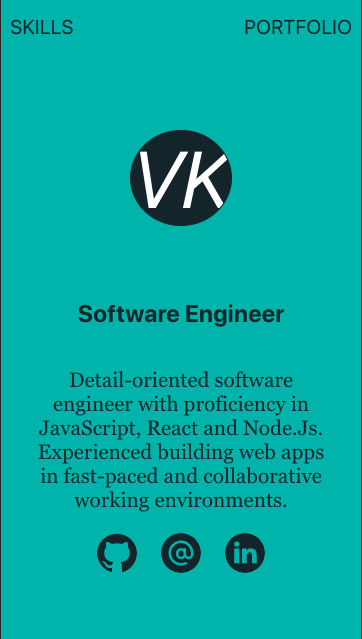 SKILLS PORTFOLIO
VK
Software Engineer
Detail-oriented software
engineer with proficiency in
JavaScript, React and Node.Js.
Experienced building web apps
in fast-paced and collaborative
working environments.
@ in